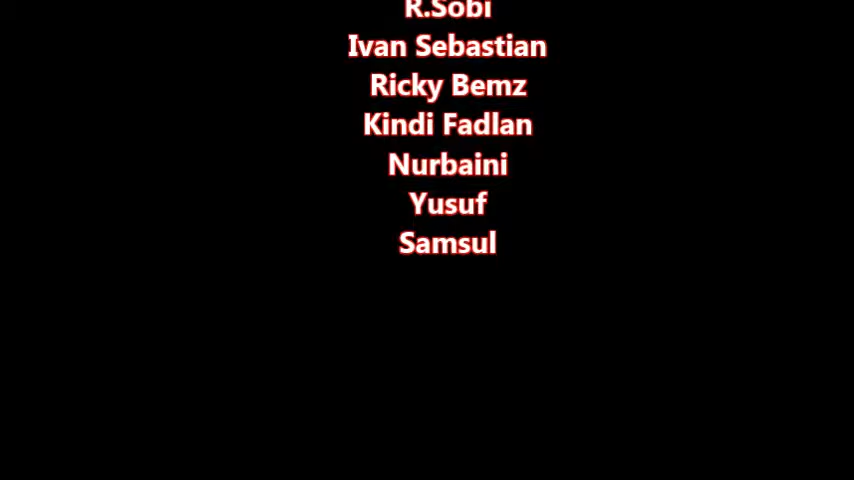 R.Sobi
Ivan Sebastian
Ricky Bemz
Kindi Fadlan
Nurbaini
Yusuf
Samsul